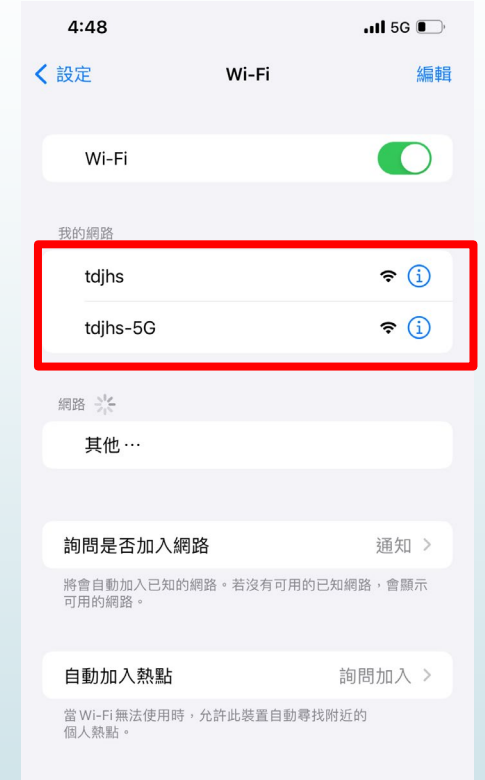 4:48 5G
設定 Wi-Fi 編輯
Wi-Fi
我的網路
tdjhs
tdjhs-5G
網路
其他…
詢問是否加入網路 通知
將會自動加入已知的網路。若沒有可用的已知網路，會顯示
可用的網路。
自動加入熱點 詢問加入
當 Wi-Fi 無法使用時，允許此裝置自動尋找附近的
個人熱點。